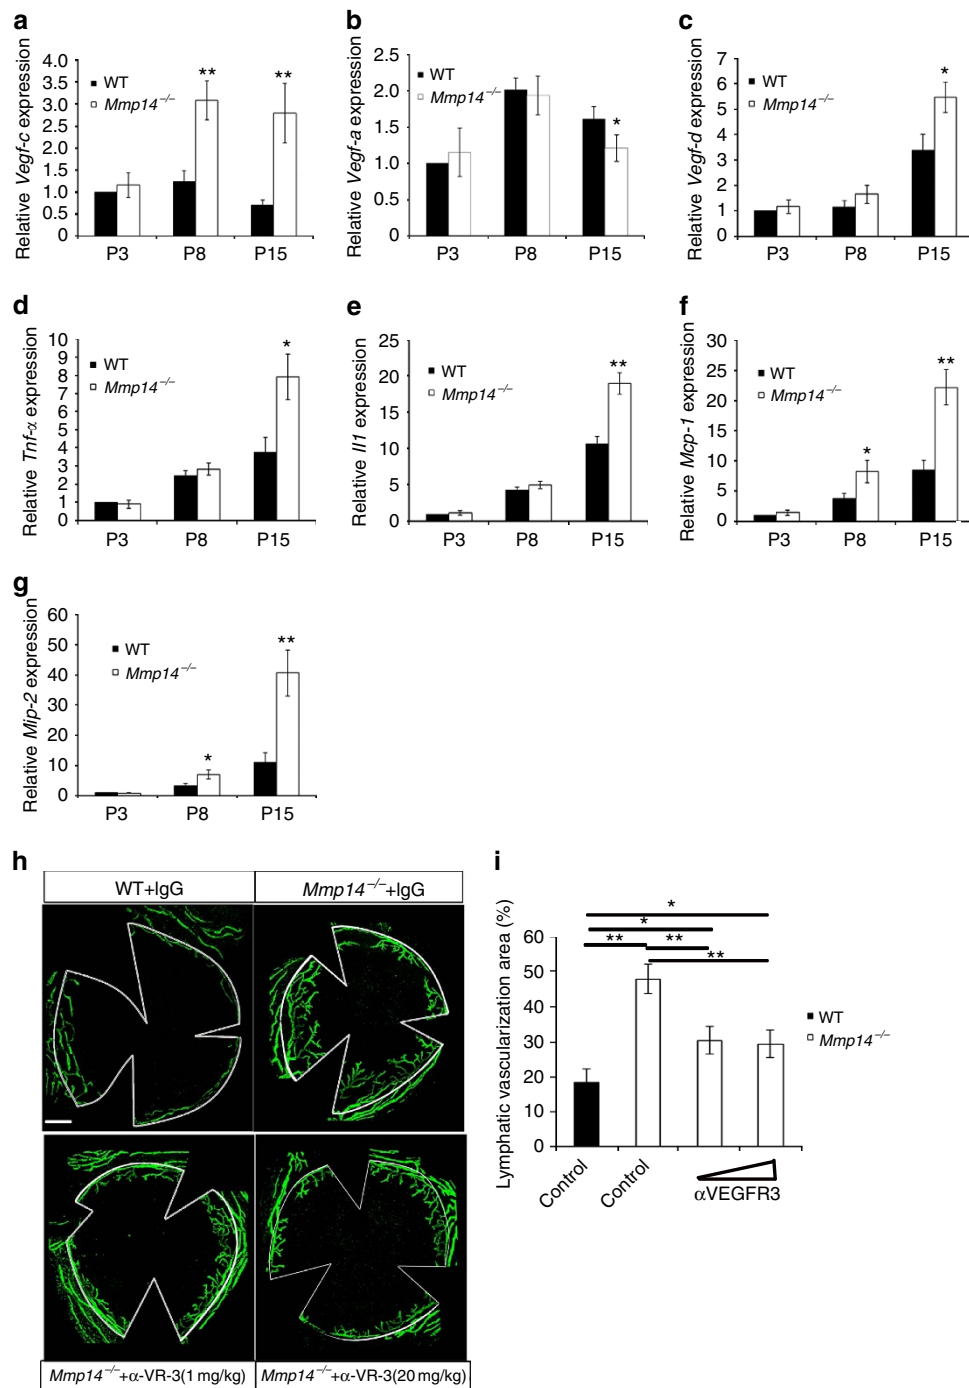 a
Relative Vegf-c expression
4.0
3.5
3.0
2.5
2.0
1.5
1.0
0.5
0
WT
Mmp14−/−
** **
P3 P8 P15
b
Relative Vegf-a expression
2.5
2.0
1.5
1.0
0.5
0
WT
Mmp14−/−
*
P3 P8 P15
c
Relative Vegf-d expression
7
6
5
4
3
2
1
0
WT
Mmp14−/−
*
P3 P8 P15
d
Relative Tnf-α expression
10
9
8
7
6
5
4
3
2
1
0
WT
Mmp14−/−
*
P3 P8 P15
e
Relative Il1 expression
25
20
15
10
5
0
WT
Mmp14−/−
**
P3 P8 P15
f
Relative Mcp-1 expression
30
25
20
15
10
5
0
WT
Mmp14−/−
* **
P3 P8 P15
g
Relative Mip-2 expression
60
50
40
30
20
10
0
WT
Mmp14−/−
* **
P3 P8 P15
h
WT+IgG
Mmp14−/−+IgG
Mmp14−/−+α-VR-3(1 mg/kg)
Mmp14−/−+α-VR-3(20 mg/kg)
i
Lymphatic vascularization area (%)
60
50
40
30
20
10
0
*
*
** **
**
WT
Mmp14−/−
Control
Control
αVEGFR3